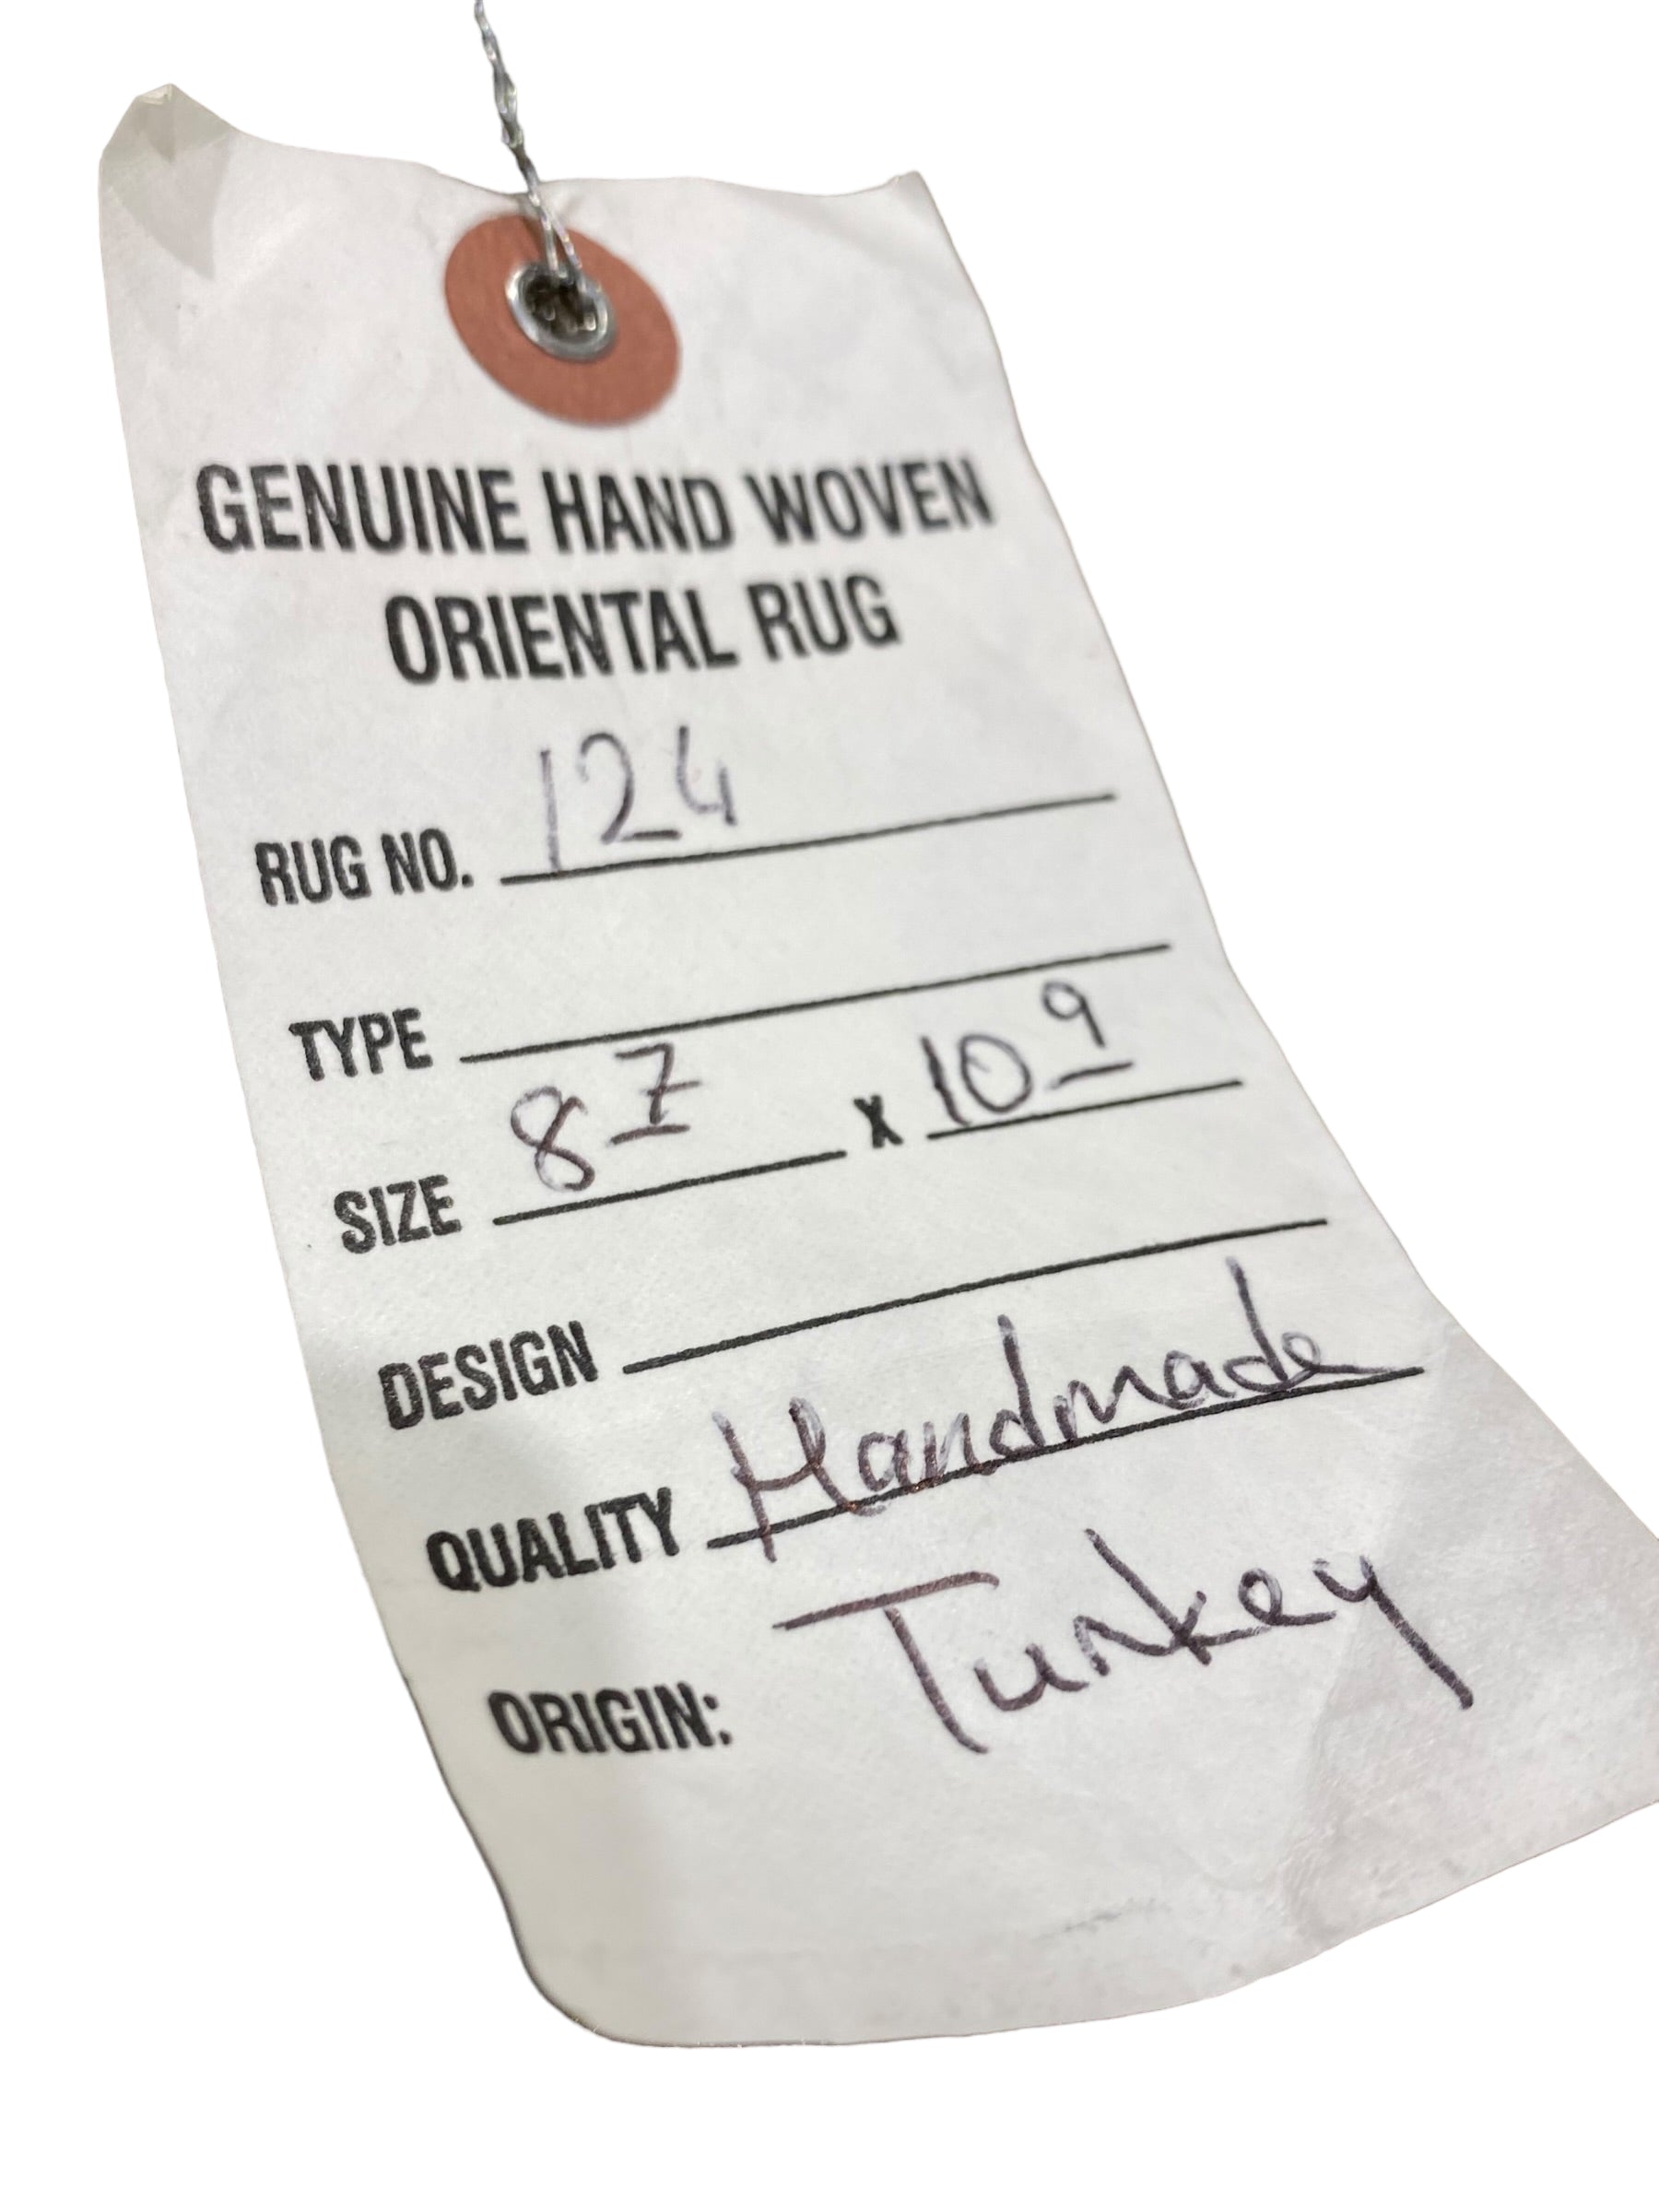 GENUINE HAND WOVEN
ORIENTAL RUG
RUG NO. 124
TYPE
SIZE 8 7 x 10 9
DESIGN
QUALITY Handmade
ORIGIN: Turkey